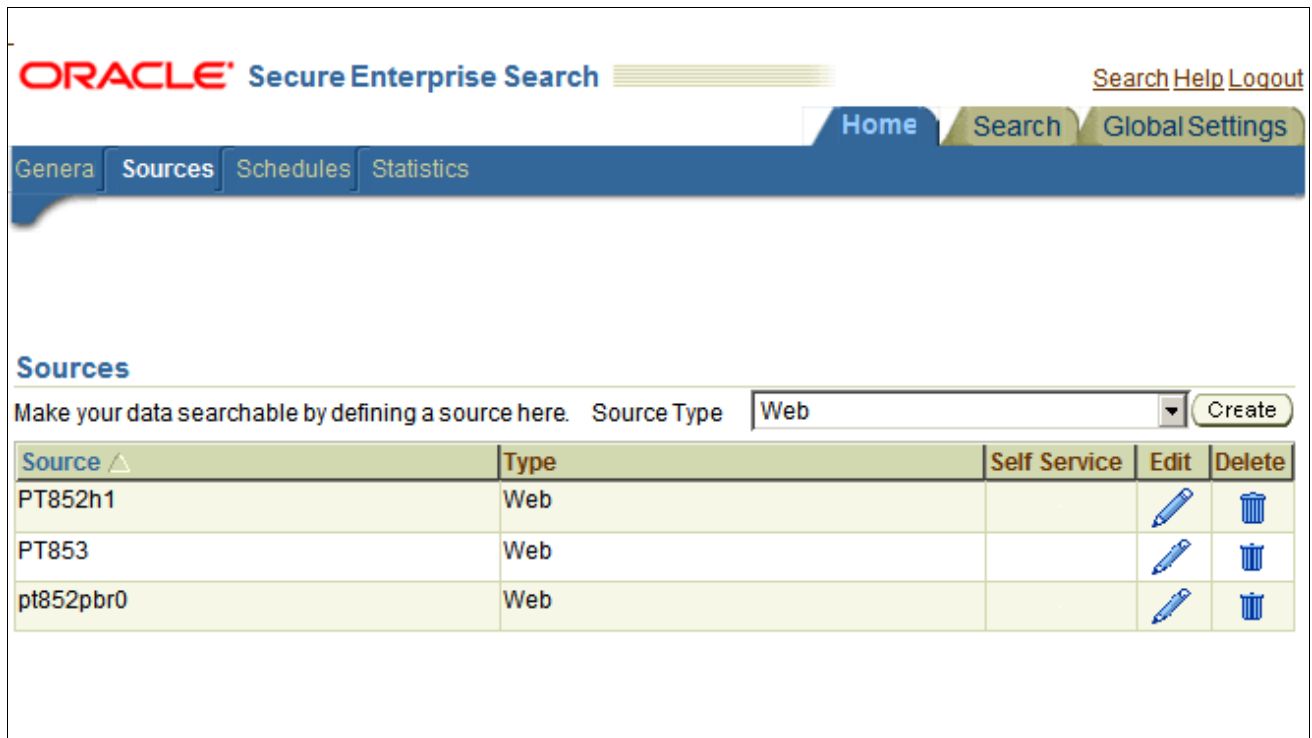 ORACLE Secure Enterprise Search
Search Help Logout
Home Search Global Settings
Genera Sources Schedules Statistics
Sources
Make your data searchable by defining a source here. Source Type Web Create
Source Type Self Service Edit Delete
PT852h1 Web
PT853 Web
pt852pbr0 Web